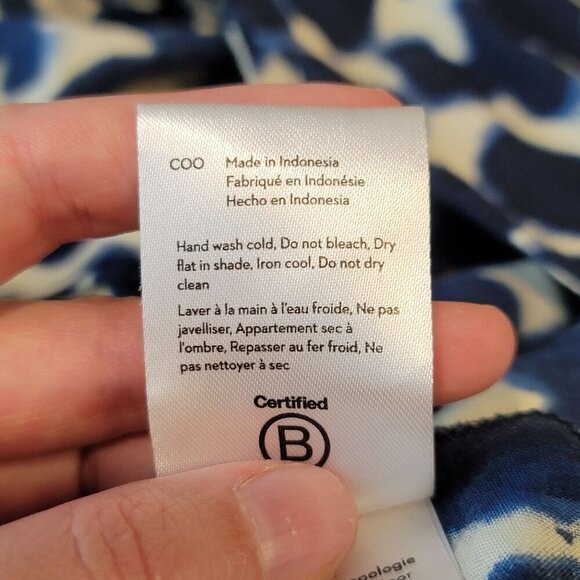 COO Made in Indonesia
Fabriqué en Indonésie
Hecho en Indonesia
Hand wash cold, Do not bleach, Dry
flat in shade, Iron cool, Do not dry
clean
Laver à la main à l'eau froide, Ne pas
javelliser, Appartement sec à
l'ombre, Repasser au fer froid, Ne
pas nettoyer à sec
Certified
B